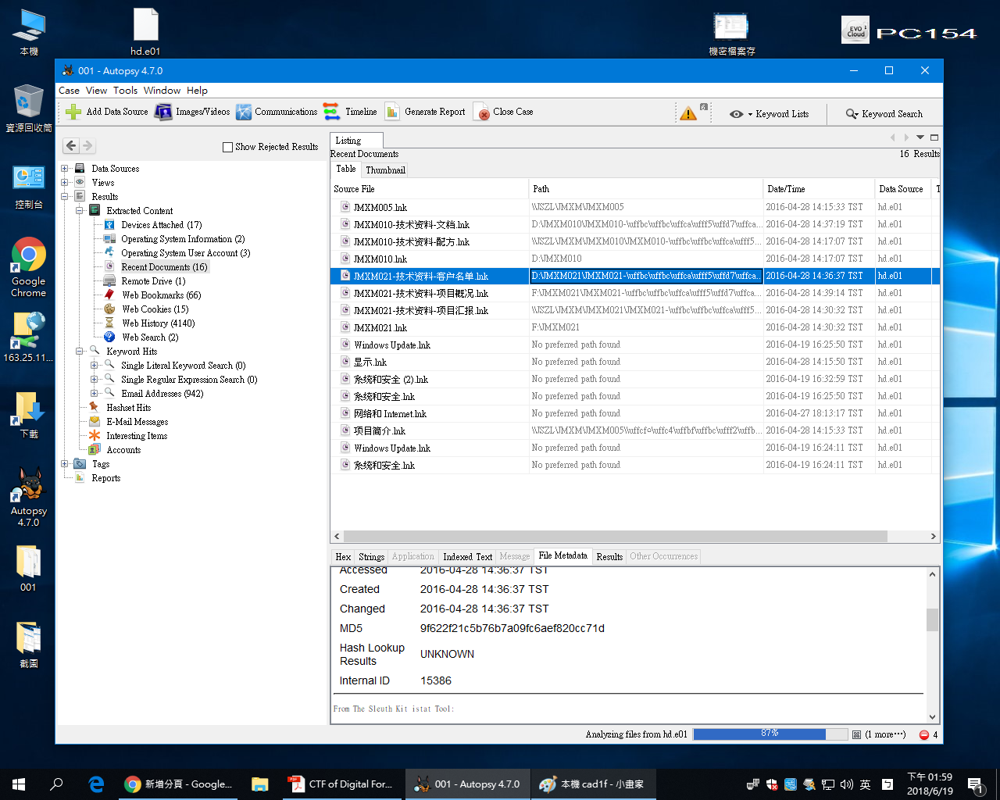 本機
hd.e01
機密檔案存
EVO Cloud
PC154
資源回收筒
控制台
Google Chrome
163.25.11...
下載
Autopsy 4.7.0
001
截圖
001 - Autopsy 4.7.0
Case View Tools Window Help
Add Data Source Images/Videos Communications Timeline Generate Report Close Case 6 Keyword Lists Keyword Search
Show Rejected Results
Data Sources
Views
Results
Extracted Content
Devices Attached (17)
Operating System Information (2)
Operating System User Account (3)
Recent Documents (16)
Remote Drive (1)
Web Bookmarks (66)
Web Cookies (15)
Web History (4140)
Web Search (2)
Keyword Hits
Single Literal Keyword Search (0)
Single Regular Expression Search (0)
Email Addresses (942)
Hashset Hits
E-Mail Messages
Interesting Items
Accounts
Tags
Reports
Listing
Recent Documents 16 Results
Table Thumbnail
Source File Path Date/Time Data Source T
JMXM005.lnk \\JSZL\JMXM\JMXM005 2016-04-28 14:15:33 TST hd.e01
JMXM010-技术资料-文档.lnk D:\JMXM010\JMXM010-\uffbc\uffbc\uffca\ufff5\uffd7\uffca... 2016-04-28 14:37:19 TST hd.e01
JMXM010-技术资料-配方.lnk \\JSZL\JMXM\JMXM010\JMXM010-\uffbc\uffbc\uffca\ufff5... 2016-04-28 14:17:07 TST hd.e01
JMXM010.lnk D:\JMXM010 2016-04-28 14:17:07 TST hd.e01
JMXM021-技术资料-客户名单.lnk D:\JMXM021\JMXM021-\uffbc\uffbc\uffca\ufff5\uffd7\uffca... 2016-04-28 14:36:37 TST hd.e01
JMXM021-技术资料-项目概况.lnk F:\JMXM021\JMXM021-\uffbc\uffbc\uffca\ufff5\uffd7\uffca... 2016-04-28 14:39:14 TST hd.e01
JMXM021-技术资料-项目汇报.lnk \\JSZL\JMXM\JMXM021\JMXM021-\uffbc\uffbc\uffca\ufff5... 2016-04-28 14:30:32 TST hd.e01
JMXM021.lnk F:\JMXM021 2016-04-28 14:30:32 TST hd.e01
Windows Update.lnk No preferred path found 2016-04-19 16:25:50 TST hd.e01
显示.lnk No preferred path found 2016-04-28 14:15:50 TST hd.e01
系统和安全 (2).lnk No preferred path found 2016-04-19 16:32:59 TST hd.e01
系统和安全.lnk No preferred path found 2016-04-19 16:25:50 TST hd.e01
网络和 Internet.lnk No preferred path found 2016-04-27 18:13:17 TST hd.e01
项目简介.lnk \\JSZL\JMXM\JMXM005\\uffcf©\uffc4\uffbf\uffbc\ufff2\uffb... 2016-04-28 14:15:33 TST hd.e01
Windows Update.lnk No preferred path found 2016-04-19 16:24:11 TST hd.e01
系统和安全.lnk No preferred path found 2016-04-19 16:24:11 TST hd.e01
Hex Strings Application Indexed Text Message File Metadata Results Other Occurrences
Accessed 2016-04-28 14:36:37 TST
Created 2016-04-28 14:36:37 TST
Changed 2016-04-28 14:36:37 TST
MD5 9f622f21c5b76b7a09fc6aef820cc71d
Hash Lookup Results UNKNOWN
Internal ID 15386
From The Sleuth Kit istat Tool:
Analyzing files from hd.e01 87% (1 more...) 4
新增分頁 - Google... CTF of Digital For... 001 - Autopsy 4.7.0 本機 cad1f - 小畫家 英 下午 01:59
2018/6/19 1